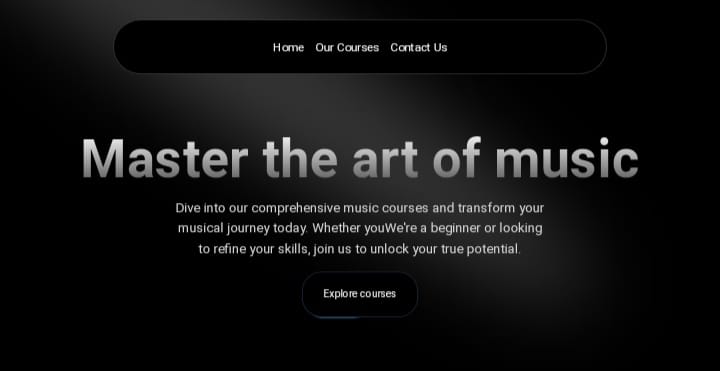 Home Our Courses Contact Us
Master the art of music
Dive into our comprehensive music courses and transform your
musical journey today. Whether youWe're a beginner or looking
to refine your skills, join us to unlock your true potential.
Explore courses